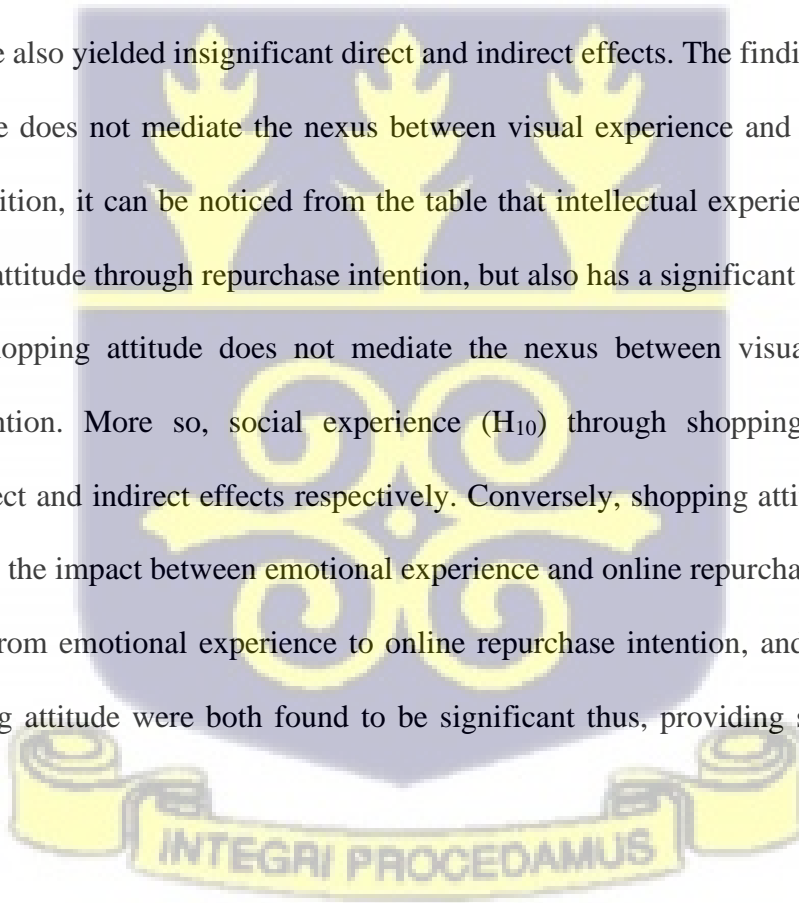 e also yielded insignificant direct and indirect effects. The findi
e does not mediate the nexus between visual experience and
ition, it can be noticed from the table that intellectual experie
attitude through repurchase intention, but also has a significant
opping attitude does not mediate the nexus between visua
ntion. More so, social experience (H₁₀) through shopping
ect and indirect effects respectively. Conversely, shopping atti
the impact between emotional experience and online repurcha
rom emotional experience to online repurchase intention, and
g attitude were both found to be significant thus, providing s
INTEGRI PROCEDAMUS